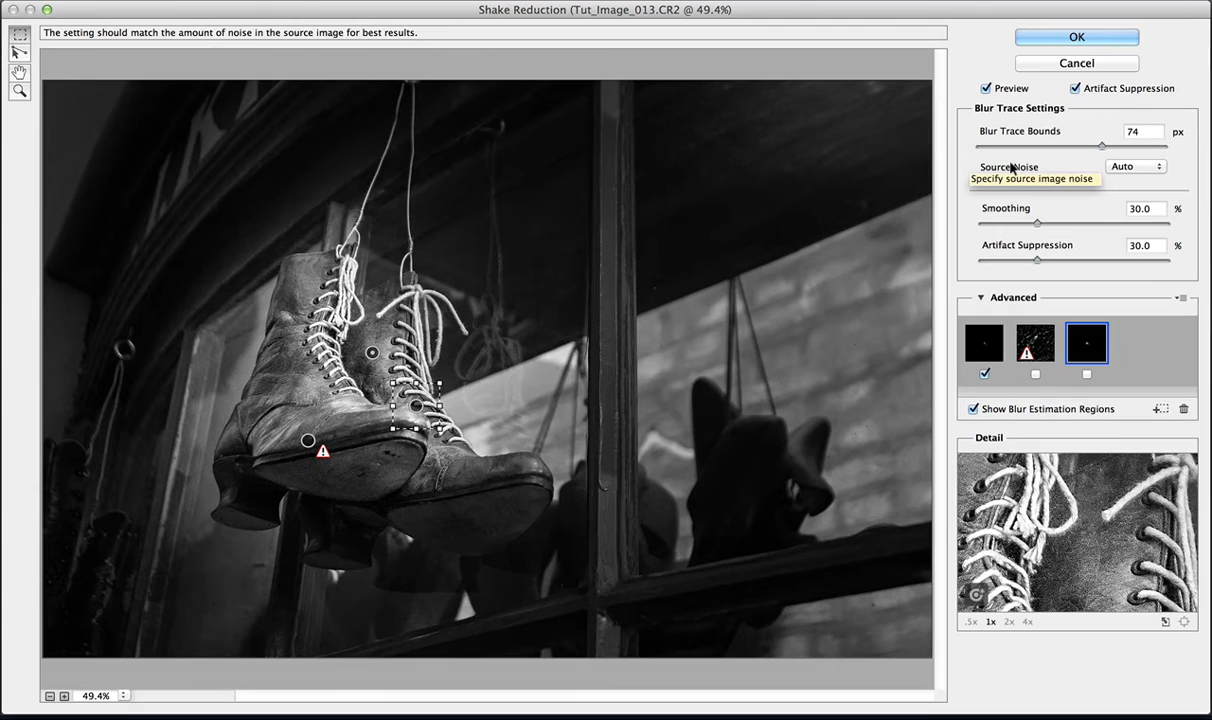 Shake Reduction (Tut_Image_013.CR2 @ 49.4%)
The setting should match the amount of noise in the source image for best results.
OK
Cancel
Preview
Artifact Suppression
Blur Trace Settings
Blur Trace Bounds
74
px
Source Noise
Auto
Specify source image noise
Smoothing
30.0
%
Artifact Suppression
30.0
%
Advanced
Show Blur Estimation Regions
Detail
.5x 1x 2x 4x
49.4%